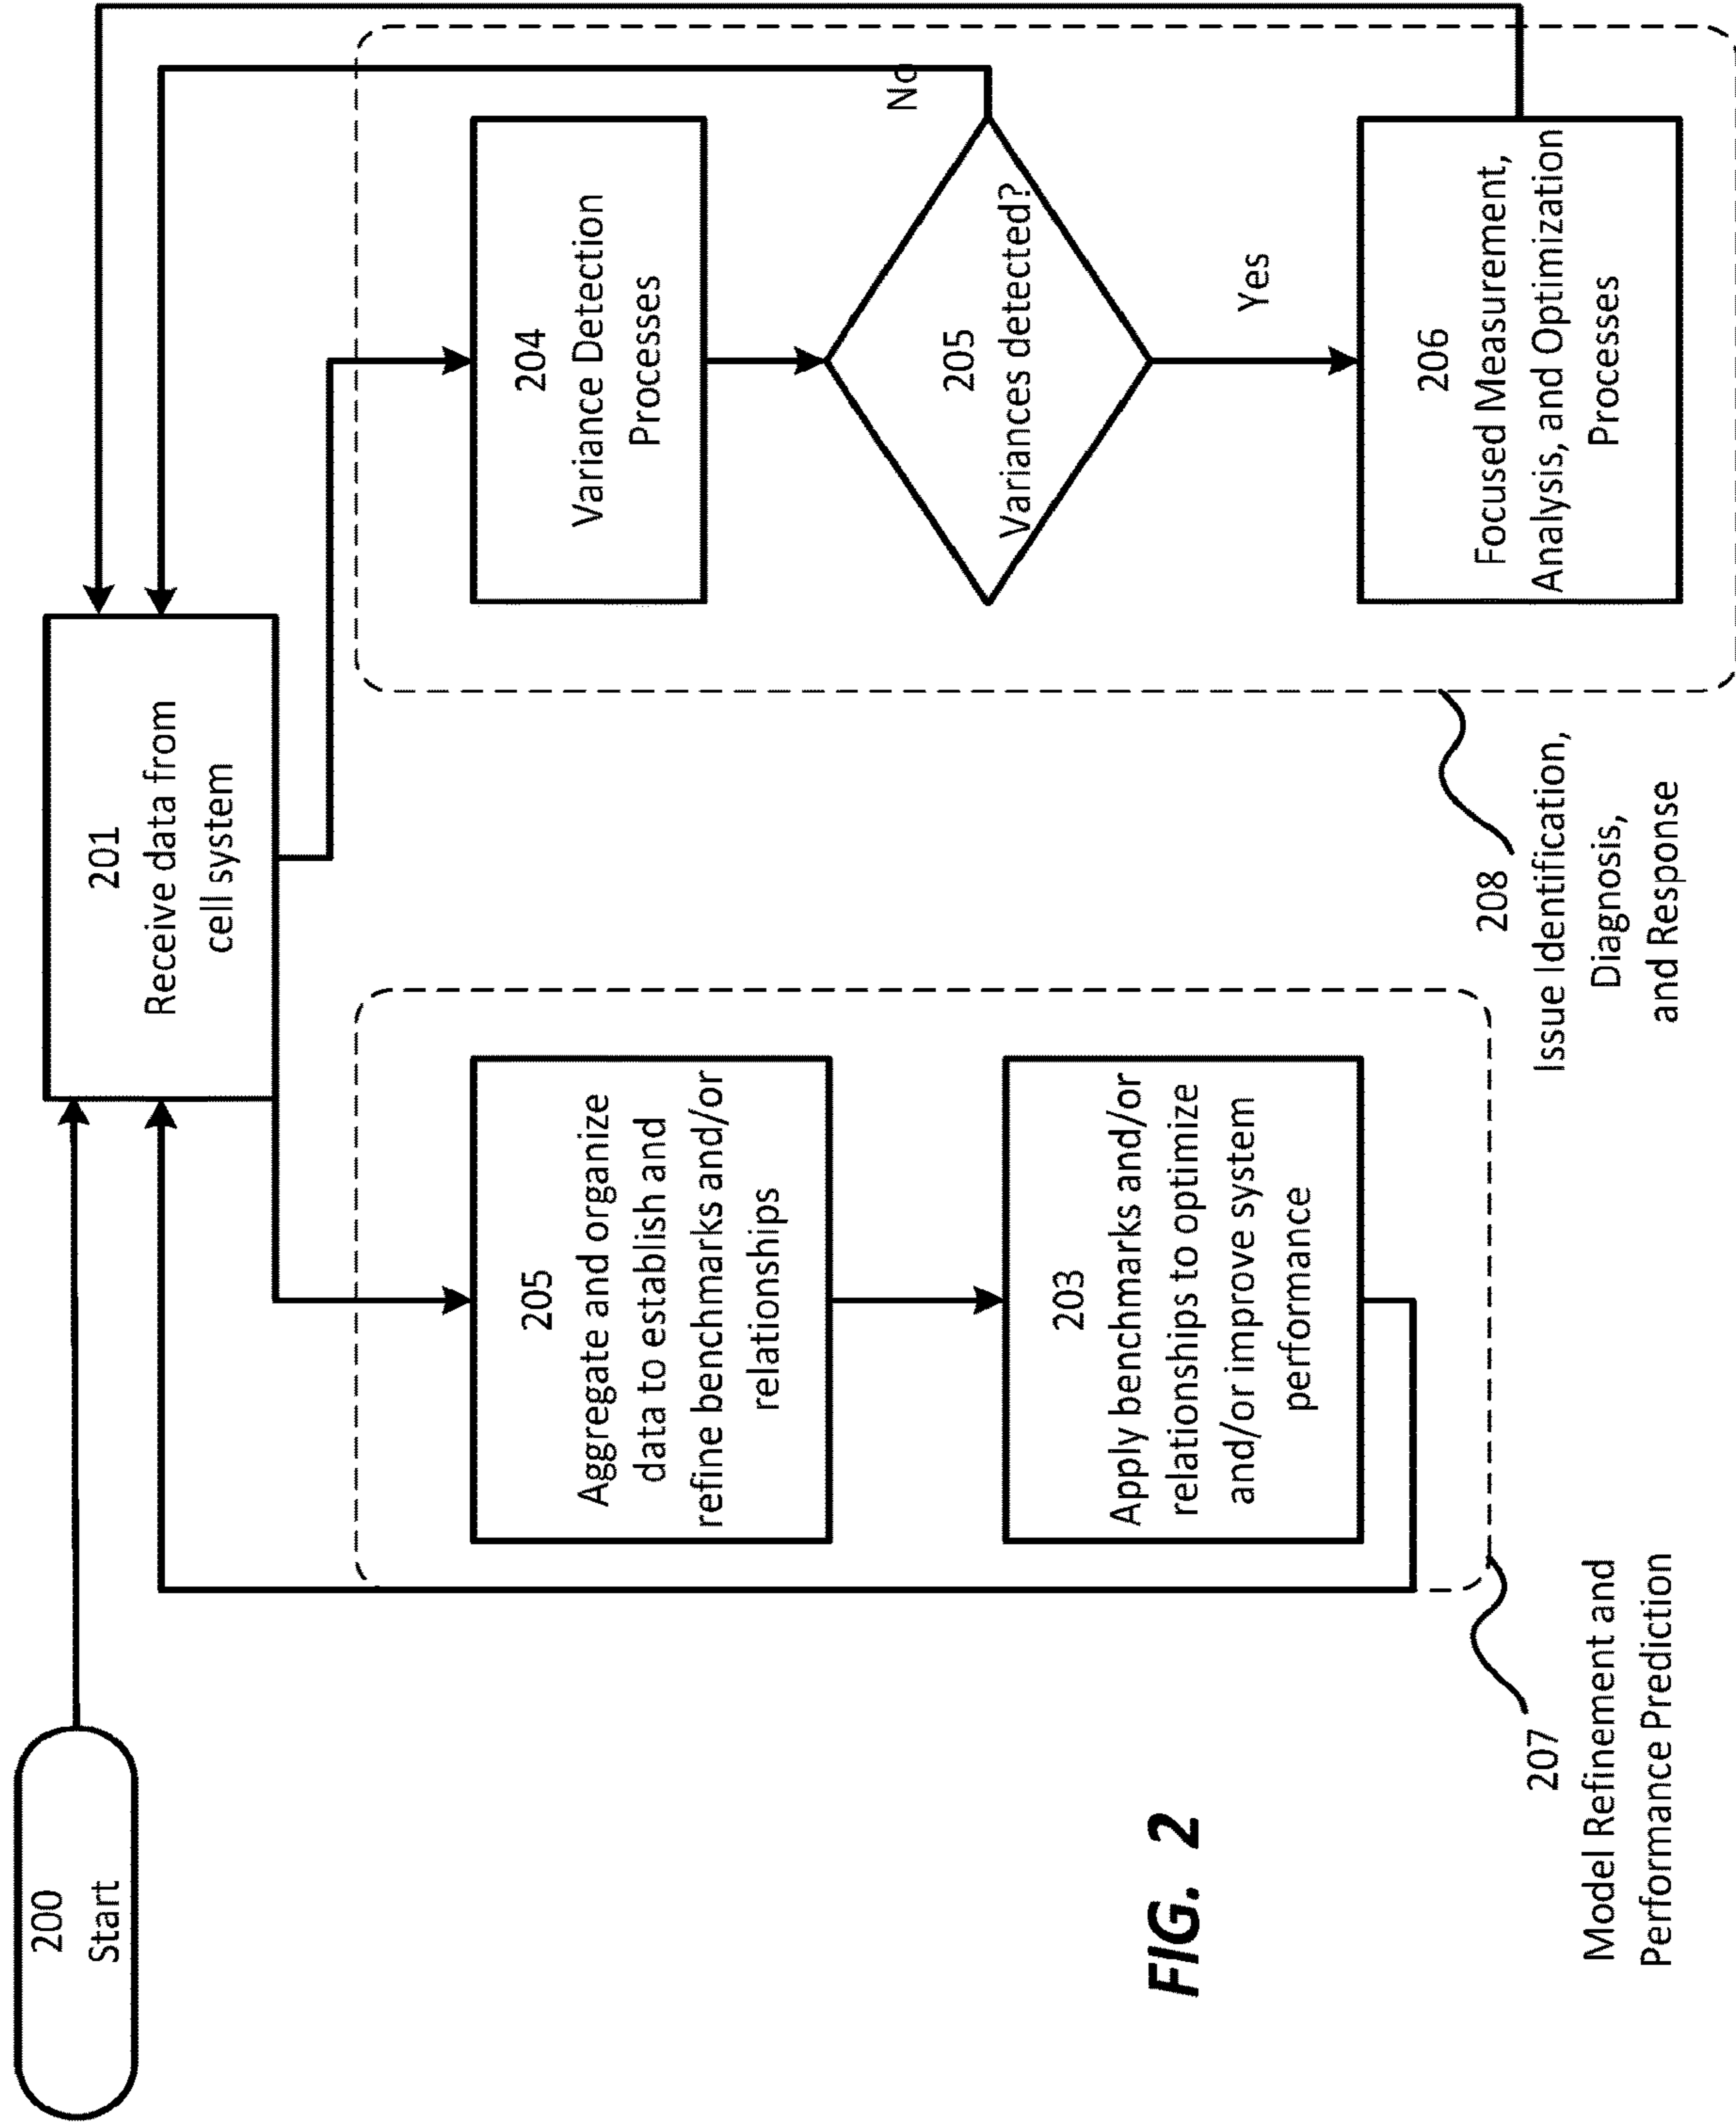 200
Start
201
Receive data from
cell system
205
Aggregate and organize
data to establish and
refine benchmarks and/or
relationships
203
Apply benchmarks and/or
relationships to optimize
and/or improve system
performance
207
Model Refinement and
Performance Prediction
204
Variance Detection
Processes
205
Variances detected?
No
Yes
206
Focused Measurement,
Analysis, and Optimization
Processes
208
Issue Identification,
Diagnosis,
and Response
FIG. 2